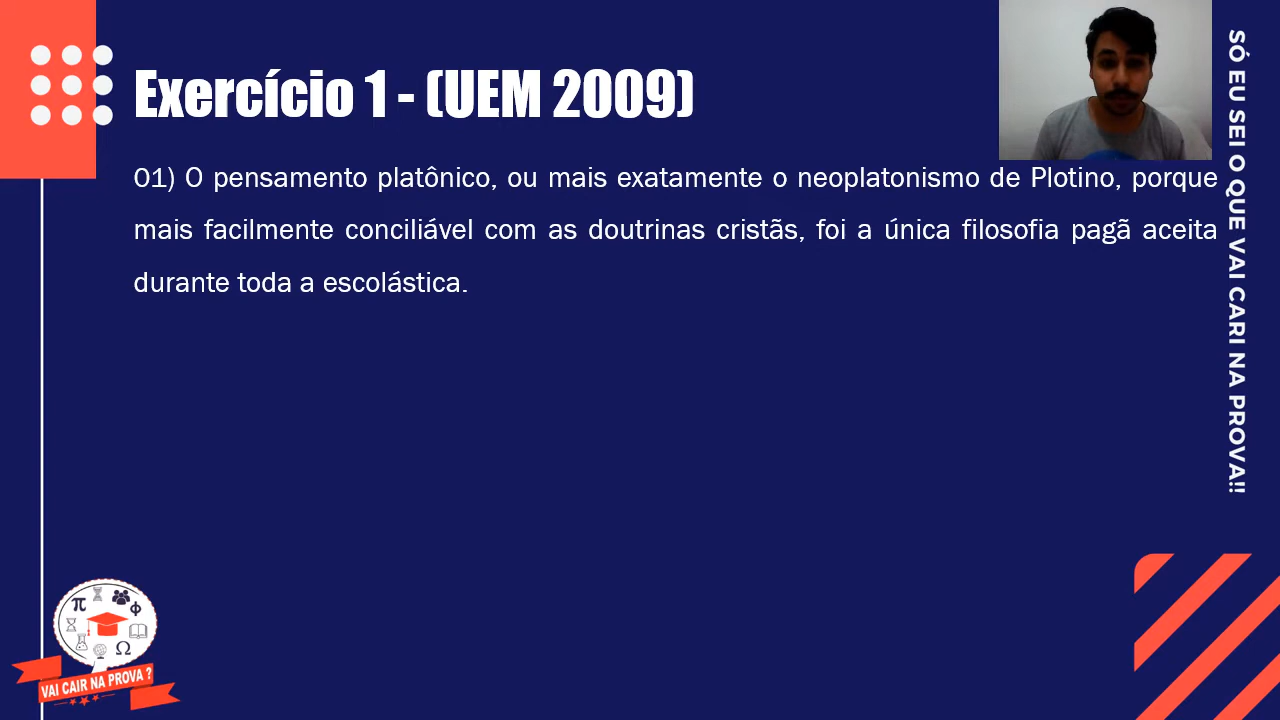 Exercício 1 - (UEM 2009)
01) O pensamento platônico, ou mais exatamente o neoplatonismo de Plotino, porque
mais facilmente conciliável com as doutrinas cristãs, foi a única filosofia pagã aceita
durante toda a escolástica.
SÓ EU SEI O QUE VAI CARI NA PROVA!!
π
Φ
Ω
VAI CAIR NA PROVA ?